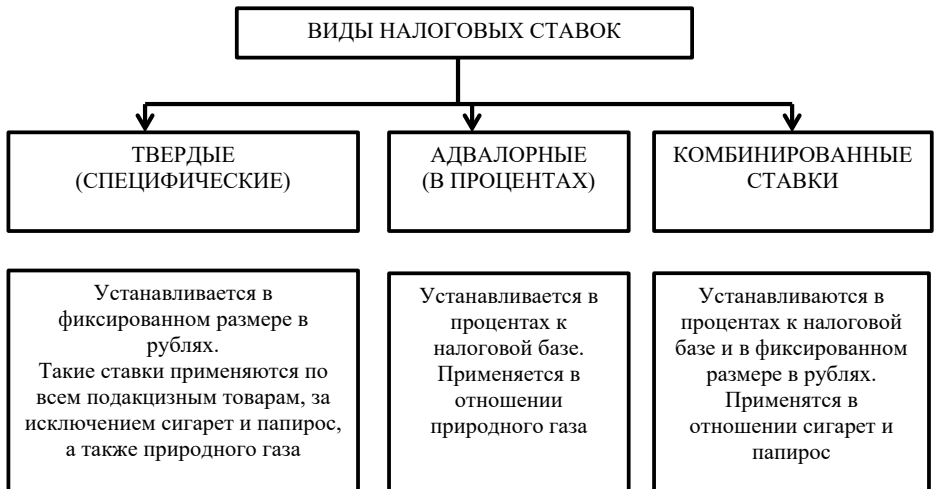 ВИДЫ НАЛОГОВЫХ СТАВОК
ТВЕРДЫЕ
(СПЕЦИФИЧЕСКИЕ)
АДВАЛОРНЫЕ
(В ПРОЦЕНТАХ)
КОМБИНИРОВАННЫЕ
СТАВКИ
Устанавливается в
фиксированном размере в
рублях.
Такие ставки применяются по
всем подакцизным товарам, за
исключением сигарет и папирос,
а также природного газа
Устанавливается в
процентах к
налоговой базе.
Применяется в
отношении
природного газа
Устанавливаются в
процентах к налоговой
базе и в фиксированном
размере в рублях.
Применятся в
отношении сигарет и
папирос